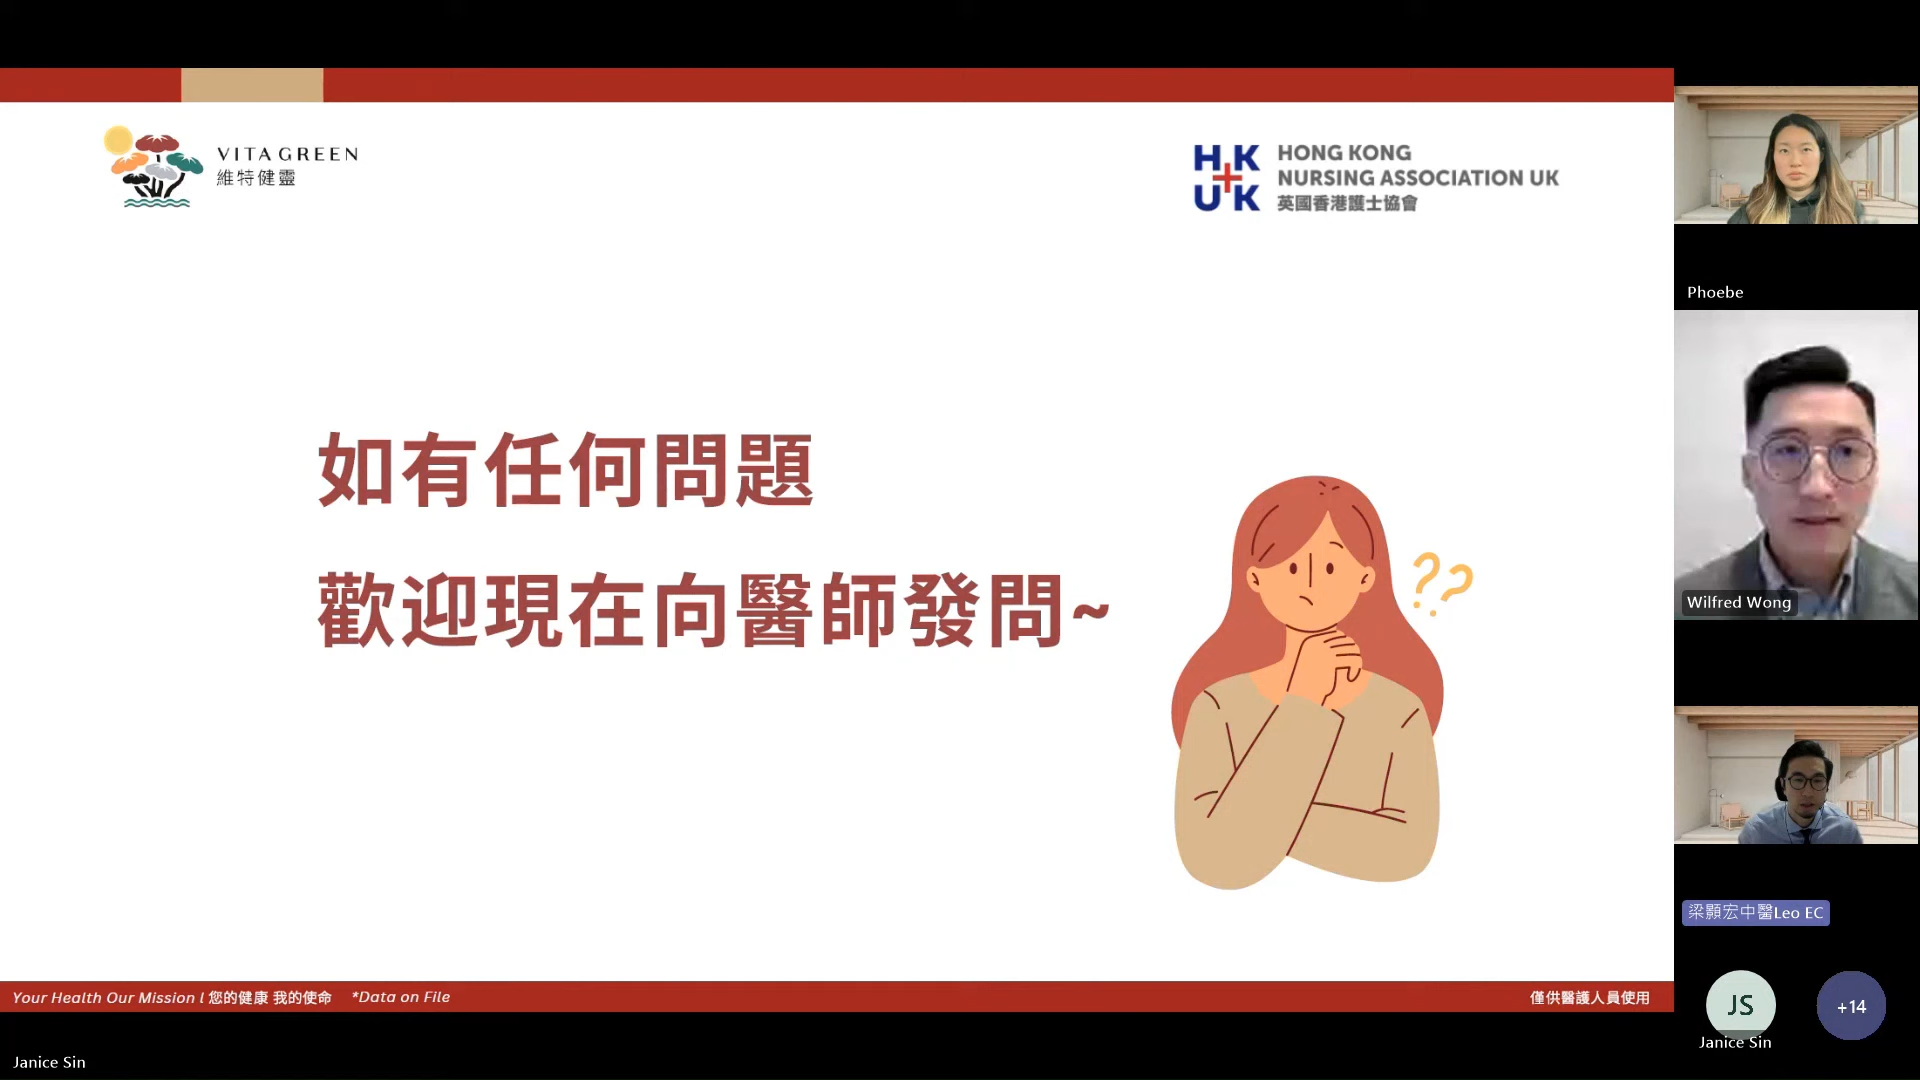 VITAGREEN
維特健靈
HK
UK
HONG KONG
NURSING ASSOCIATION UK
英國香港護士協會
如有任何問題
歡迎現在向醫師發問~
??
Your Health Our Mission l 您的健康 我的使命 *Data on File
僅供醫護人員使用
Janice Sin
Phoebe
Wilfred Wong
梁顥宏中醫Leo EC
JS
+14
Janice Sin